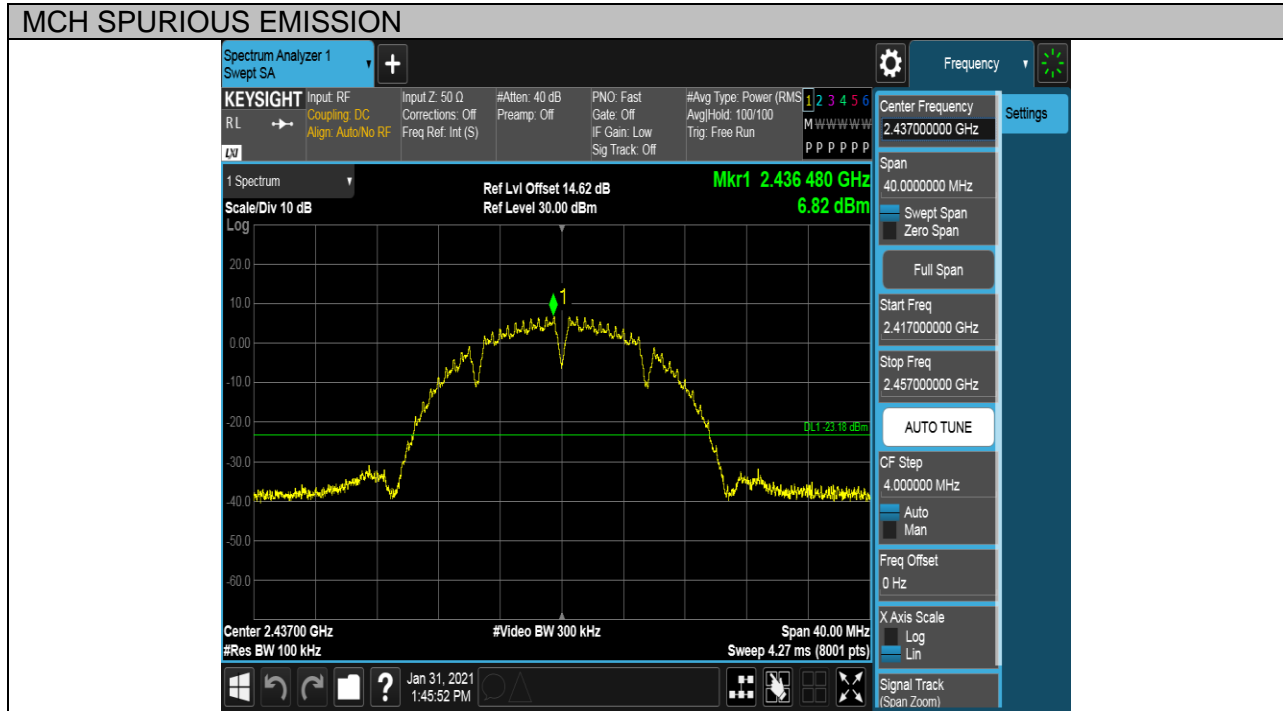 MCH SPURIOUS EMISSION
Spectrum Analyzer 1
Swept SA
+
Frequency
KEYSIGHT
RL
LXI
Input: RF
Coupling: DC
Align: Auto/No RF
Input Z: 50 Ω
Corrections: Off
Freq Ref: Int (S)
#Atten: 40 dB
Preamp: Off
PNO: Fast
Gate: Off
IF Gain: Low
Sig Track: Off
#Avg Type: Power (RMS
Avg|Hold: 100/100
Trig: Free Run
1 2 3 4 5 6
M W W W W W
P P P P P P
1 Spectrum
Scale/Div 10 dB
Log
Ref Lvl Offset 14.62 dB
Ref Level 30.00 dBm
Mkr1 2.436 480 GHz
6.82 dBm
20.0
10.0
0.00
-10.0
-20.0
-30.0
-40.0
-50.0
-60.0
1
DL1 -23.18 dBm
Center 2.43700 GHz
#Res BW 100 kHz
#Video BW 300 kHz
Span 40.00 MHz
Sweep 4.27 ms (8001 pts)
Jan 31, 2021
1:45:52 PM
?
Center Frequency
2.437000000 GHz
Settings
Span
40.0000000 MHz
Swept Span
Zero Span
Full Span
Start Freq
2.417000000 GHz
Stop Freq
2.457000000 GHz
AUTO TUNE
CF Step
4.000000 MHz
Auto
Man
Freq Offset
0 Hz
X Axis Scale
Log
Lin
Signal Track
(Span Zoom)